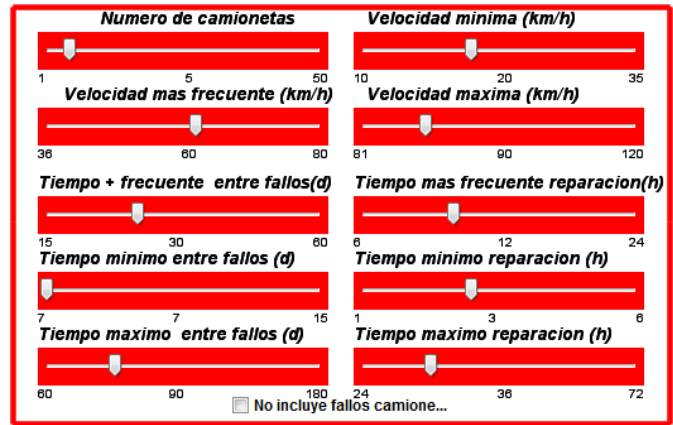 Numero de camionetas Velocidad minima (km/h)
1 5 50 10 20 35
Velocidad mas frecuente (km/h) Velocidad maxima (km/h)
36 60 80 81 90 120
Tiempo + frecuente entre fallos(d) Tiempo mas frecuente reparacion(h)
15 30 60 6 12 24
Tiempo minimo entre fallos (d) Tiempo minimo reparacion (h)
7 7 15 1 3 6
Tiempo maximo entre fallos (d) Tiempo maximo reparacion (h)
60 90 180 24 36 72
No incluye fallos camione...